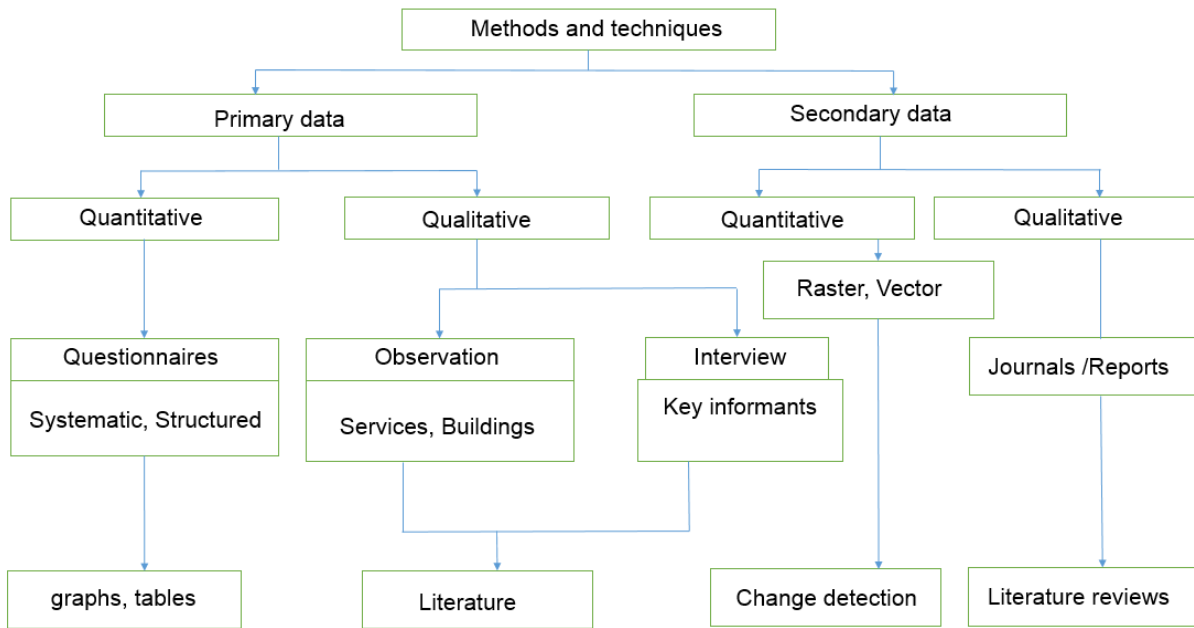 Methods and techniques
Primary data
Secondary data
Quantitative
Qualitative
Quantitative
Qualitative
Raster, Vector
Questionnaires
Observation
Interview
Journals /Reports
Systematic, Structured
Services, Buildings
Key informants
graphs, tables
Literature
Change detection
Literature reviews